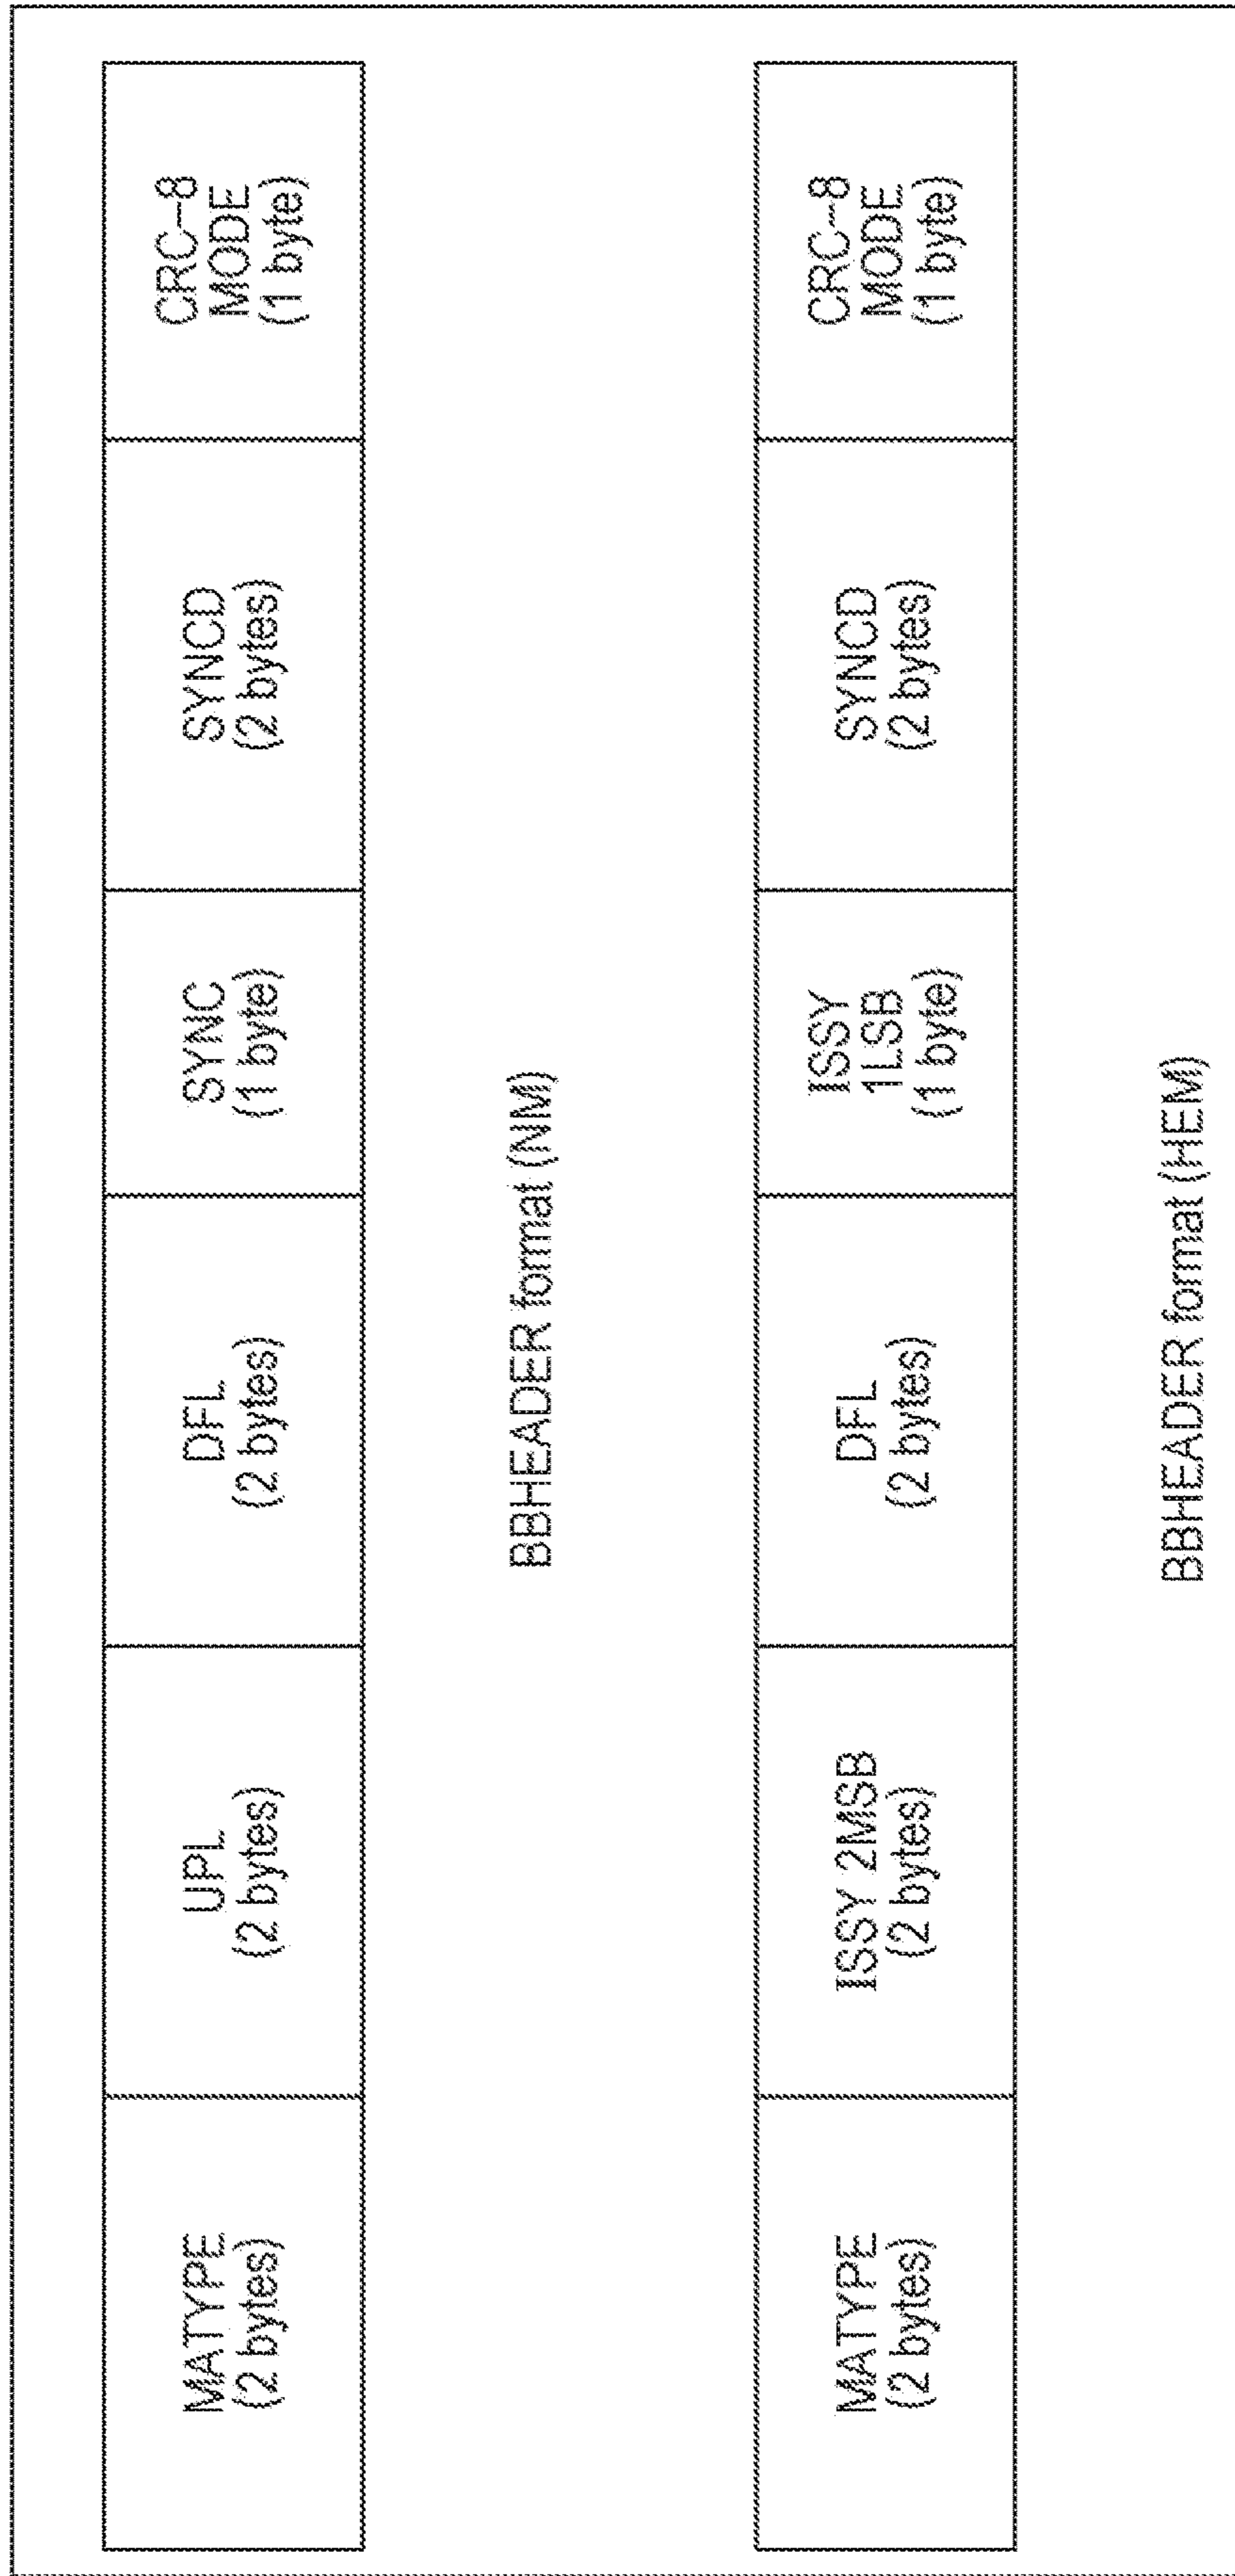 MATYPE
(2 bytes)
UPL
(2 bytes)
DFL
(2 bytes)
SYNC
(1 byte)
SYNCD
(2 bytes)
CRC–8
MODE
(1 byte)
BBHEADER format (NM)
MATYPE
(2 bytes)
ISSY 2MSB
(2 bytes)
DFL
(2 bytes)
ISSY
1LSB
(1 byte)
SYNCD
(2 bytes)
CRC–8
MODE
(1 byte)
BBHEADER format (HEM)